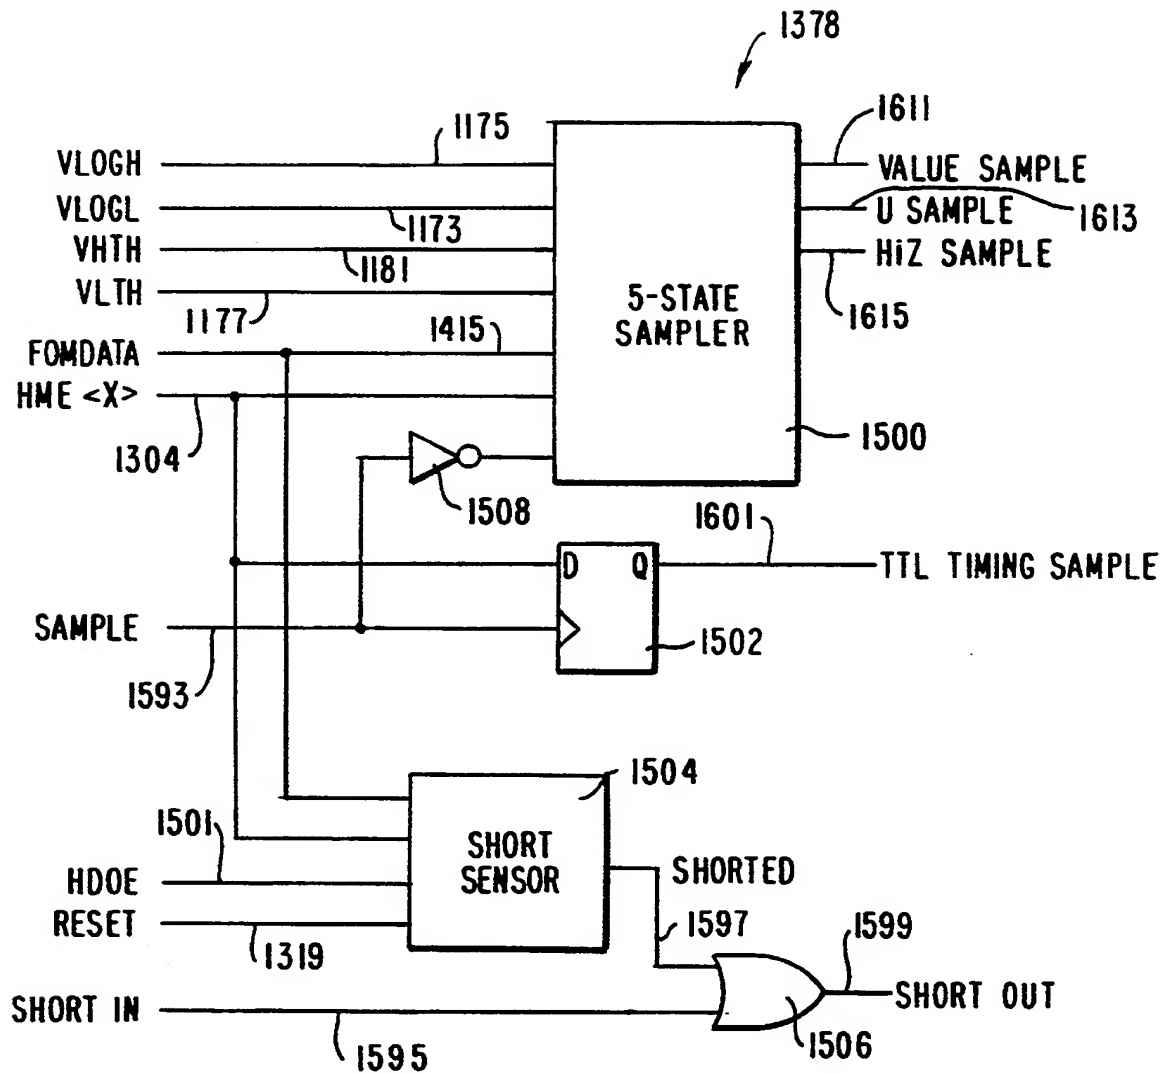 1378
VLOGH
1175
1611
VALUE SAMPLE
VLOGL
1173
U SAMPLE
1613
VHTH
1181
HiZ SAMPLE
VLTH
1177
1615
5-STATE
SAMPLER
FOMDATA
1415
HME <X>
1304
1500
1508
1601
D Q
TTL TIMING SAMPLE
SAMPLE
1593
1502
1504
1501
SHORT
SENSOR
HDOE
SHORTED
RESET
1319
1597
1599
SHORT OUT
SHORT IN
1595
1506